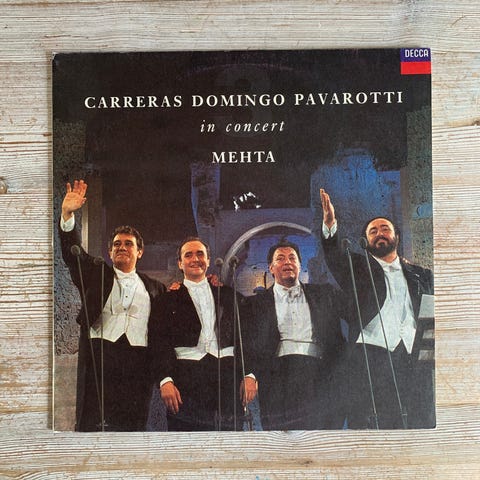 DECCA
CARRERAS DOMINGO PAVAROTTI
in concert
MEHTA